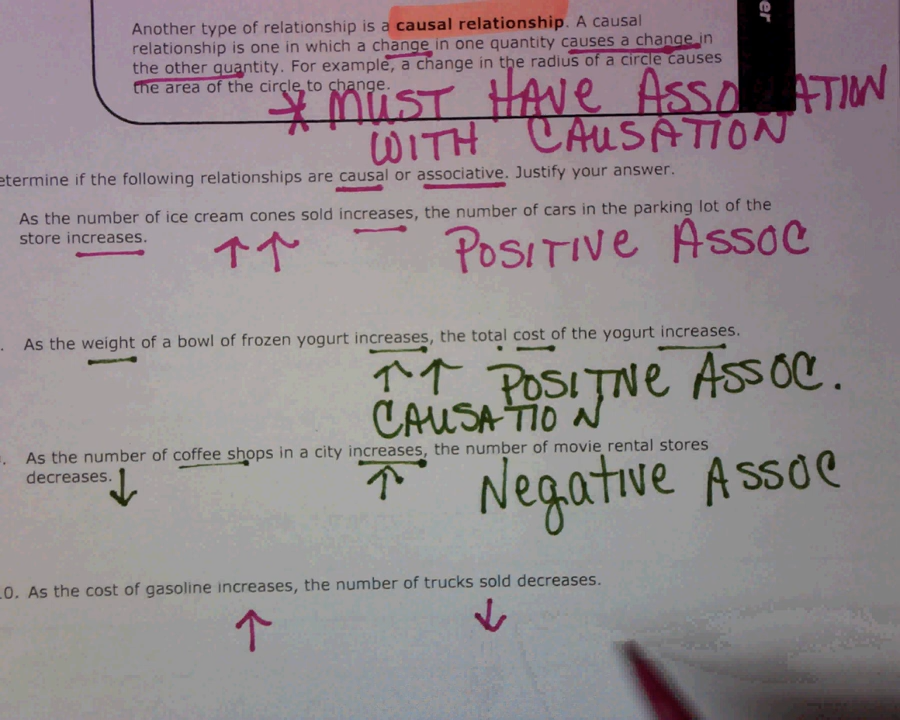 er
Another type of relationship is a causal relationship. A causal
relationship is one in which a change in one quantity causes a change in
the other quantity. For example, a change in the radius of a circle causes
the area of the circle to change.
* MUST HAVE ASSOCIATION
WITH CAUSATION
etermine if the following relationships are causal or associative. Justify your answer.
As the number of ice cream cones sold increases, the number of cars in the parking lot of the
store increases.
↑↑ POSITIVE ASSOC
. As the weight of a bowl of frozen yogurt increases, the total cost of the yogurt increases.
↑↑ POSITIVE ASSOC.
CAUSATION
. As the number of coffee shops in a city increases, the number of movie rental stores
decreases. ↓ ↑ Negative ASSOC
.0. As the cost of gasoline increases, the number of trucks sold decreases.
↑ ↓